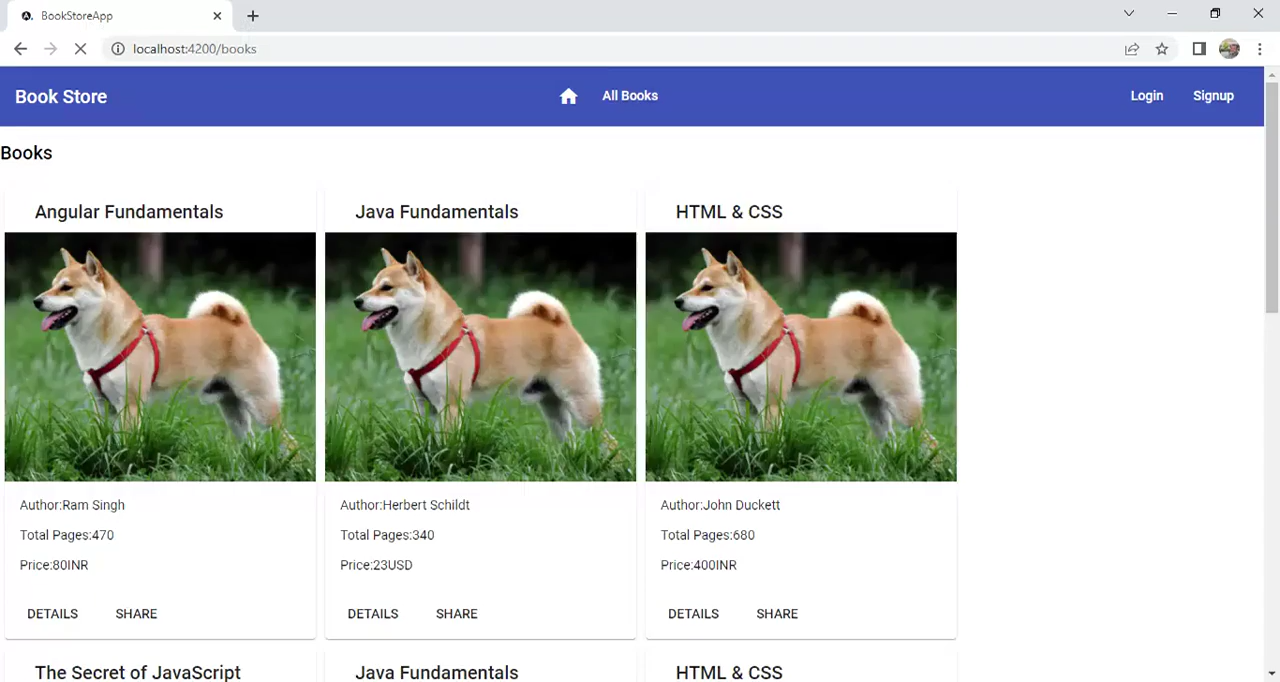 BookStoreApp
localhost:4200/books
Book Store
All Books
Login
Signup
Books
Angular Fundamentals
Java Fundamentals
HTML & CSS
Author:Ram Singh
Author:Herbert Schildt
Author:John Duckett
Total Pages:470
Total Pages:340
Total Pages:680
Price:80INR
Price:23USD
Price:400INR
DETAILS
SHARE
DETAILS
SHARE
DETAILS
SHARE
The Secret of JavaScript
Java Fundamentals
HTML & CSS